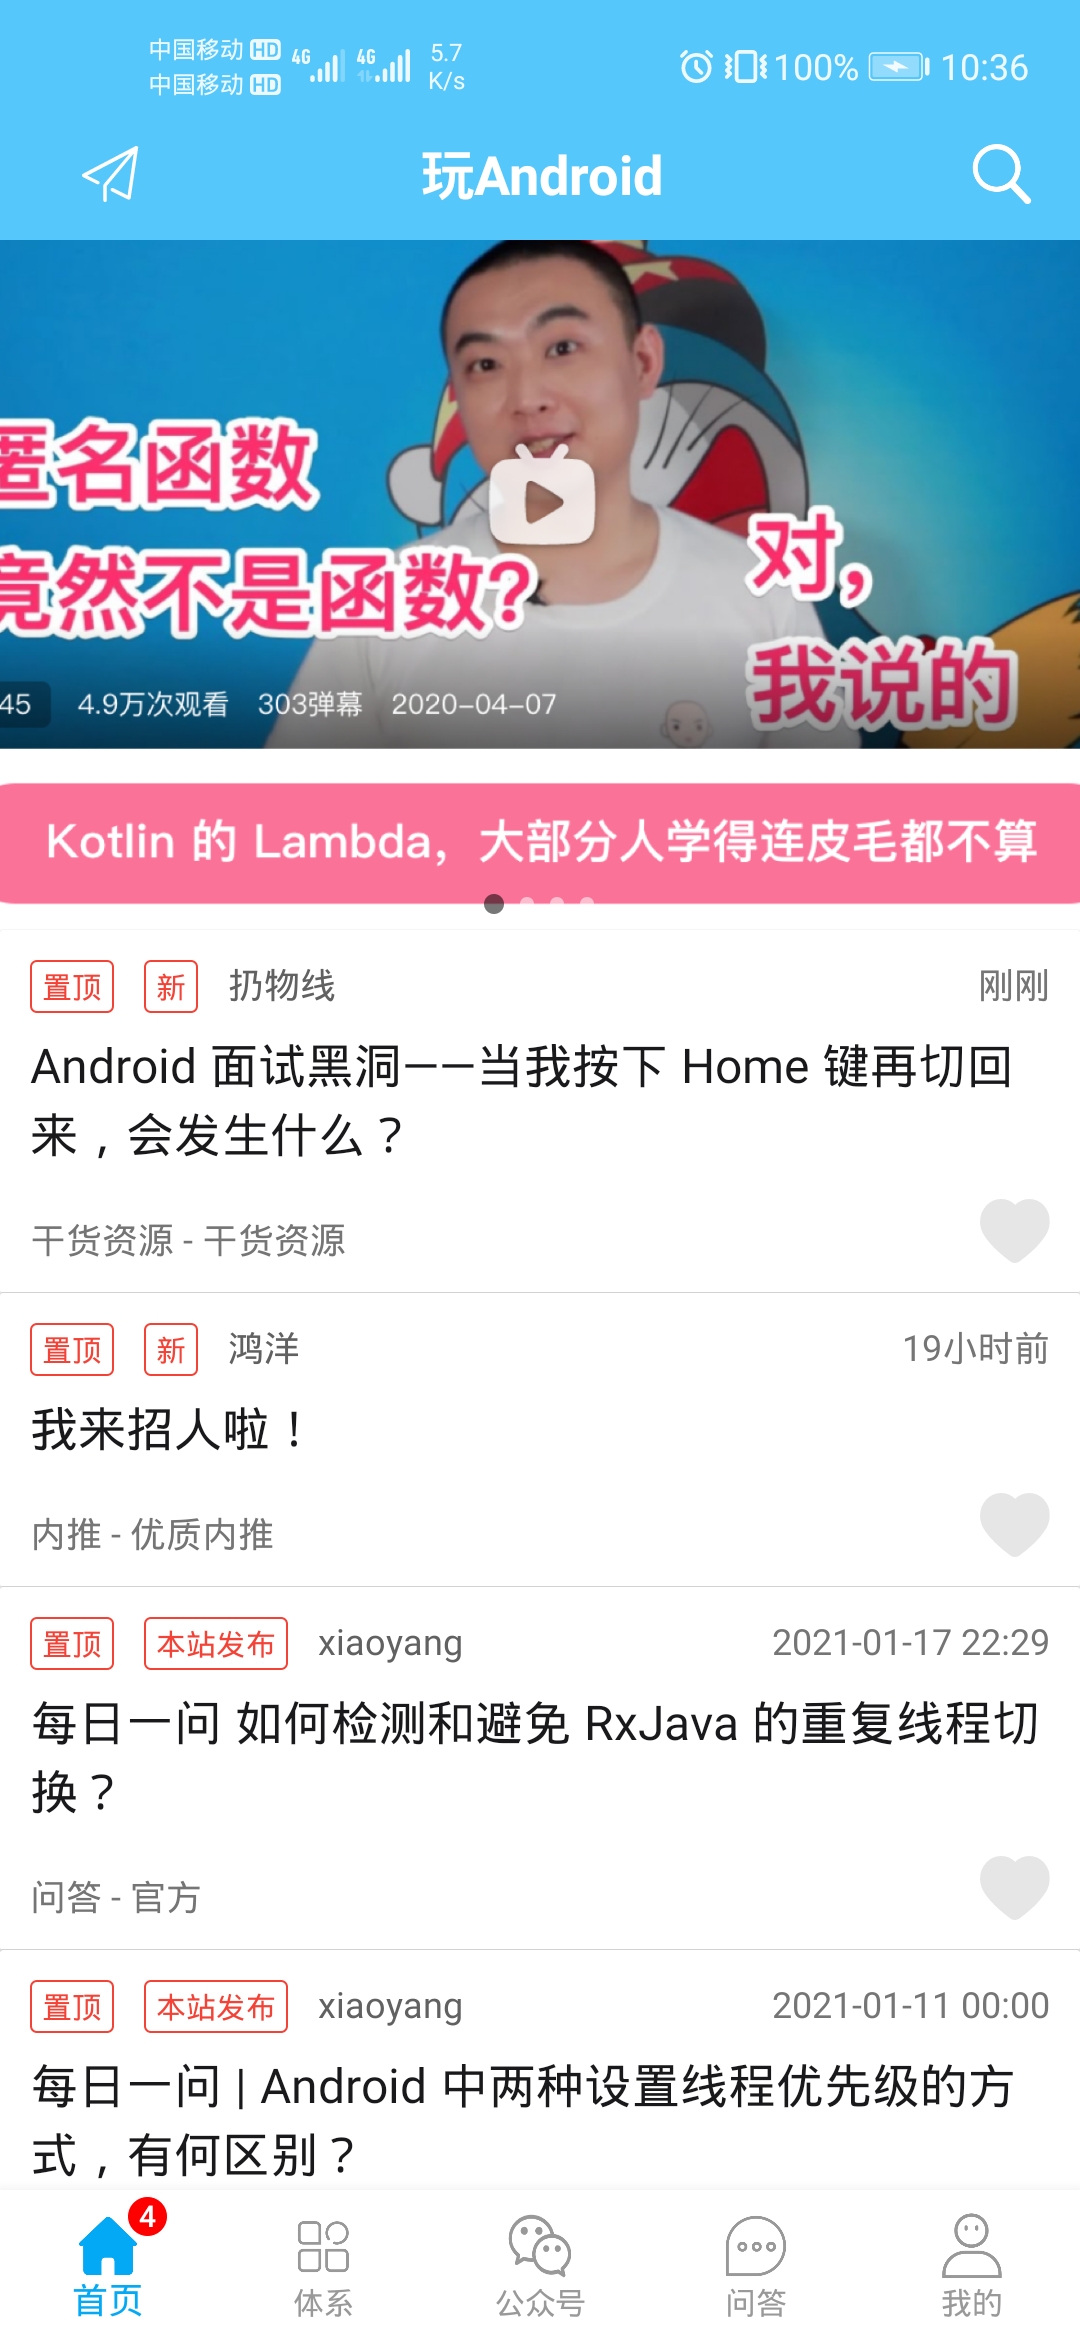 中国移动 HD 4G 4G 5.7
中国移动 HD K/s
100% 10:36
玩Android
匿名函数
竟然不是函数?
对,
我说的
45 4.9万次观看 303弹幕 2020-04-07
Kotlin 的 Lambda，大部分人学得连皮毛都不算
置顶 新 扔物线 刚刚
Android 面试黑洞——当我按下 Home 键再切回
来，会发生什么？
干货资源 - 干货资源
置顶 新 鸿洋 19小时前
我来招人啦！
内推 - 优质内推
置顶 本站发布 xiaoyang 2021-01-17 22:29
每日一问 如何检测和避免 RxJava 的重复线程切
换？
问答 - 官方
置顶 本站发布 xiaoyang 2021-01-11 00:00
每日一问 | Android 中两种设置线程优先级的方
式，有何区别？
4
首页 体系 公众号 问答 我的